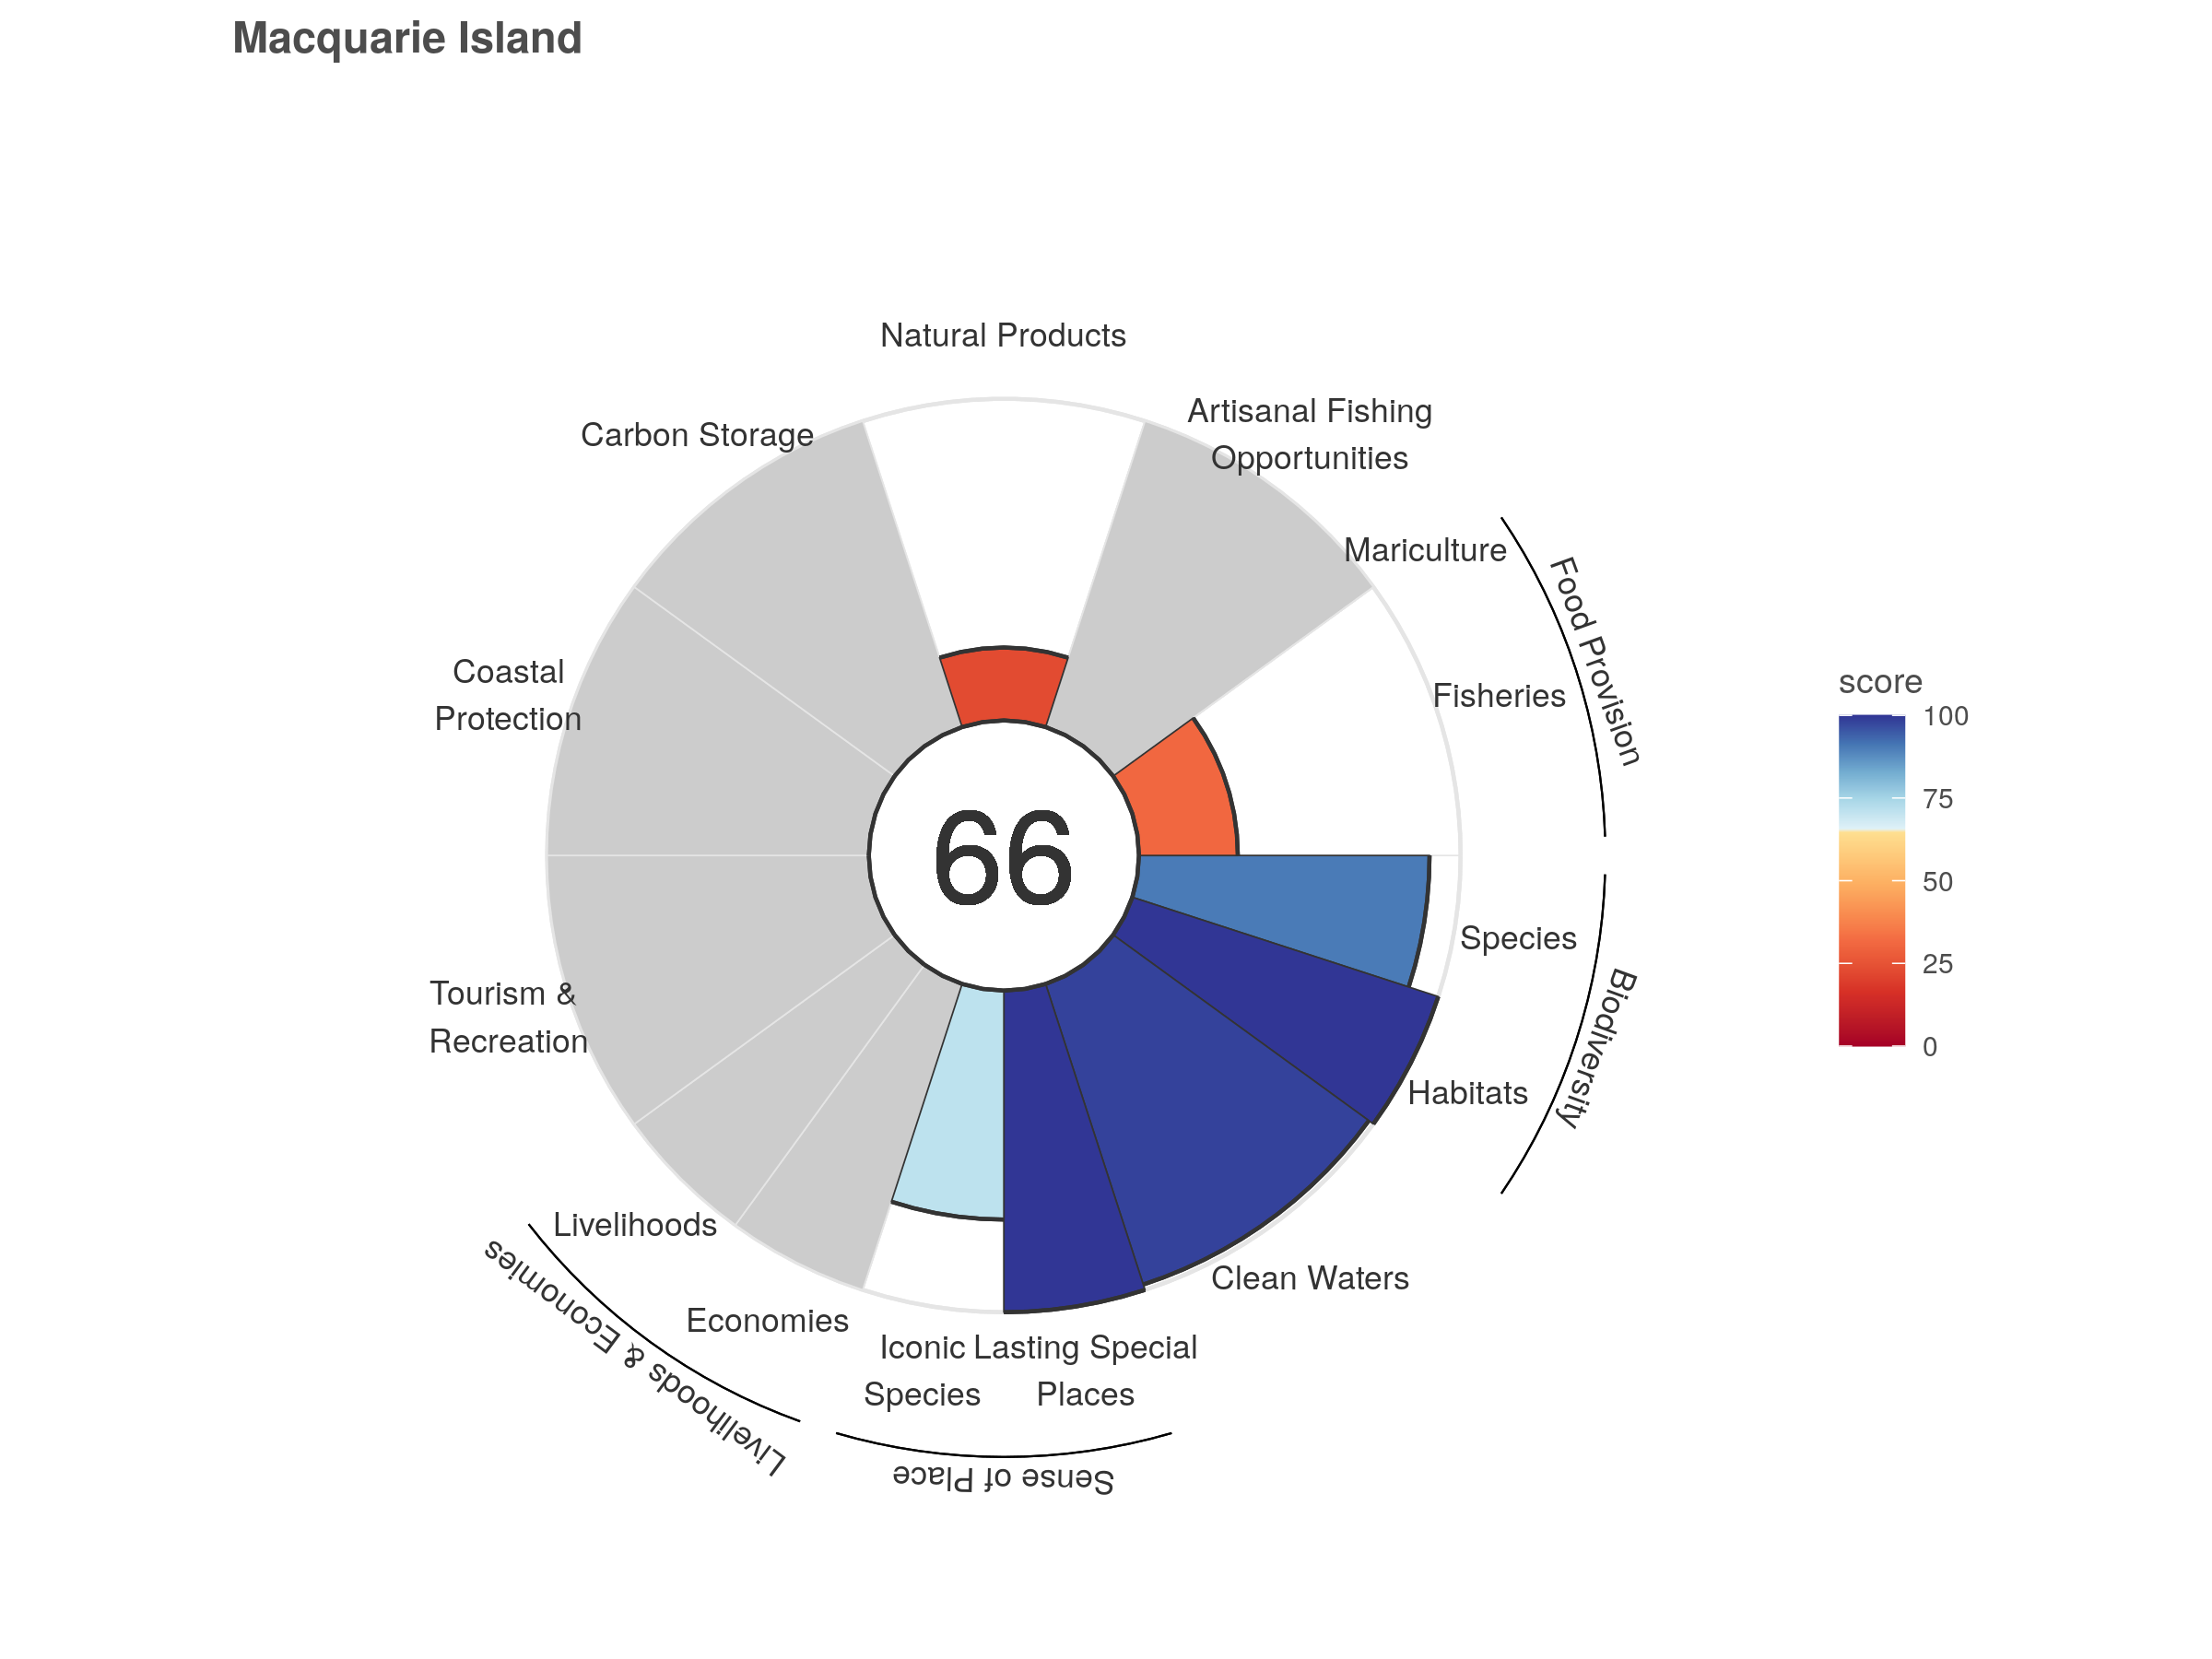 Macquarie Island
Natural Products
Artisanal Fishing
Opportunities
Carbon Storage
Mariculture
Food Provision
Fisheries
Coastal
Protection
score
100
75
50
25
0
66
Species
Biodiversity
Tourism &
Recreation
Habitats
Livelihoods
Clean Waters
Economies
Iconic
Species
Lasting Special
Places
Livelihoods & Economies
Sense of Place